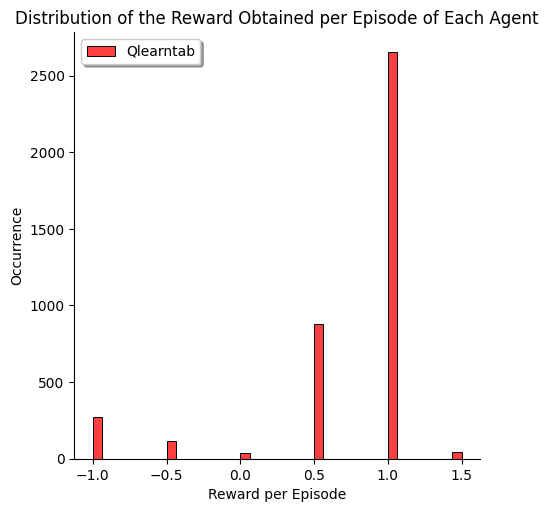 Distribution of the Reward Obtained per Episode of Each Agent
Qlearntab
2500
2000
1500
1000
500
0
Occurrence
−1.0 −0.5 0.0 0.5 1.0 1.5
Reward per Episode